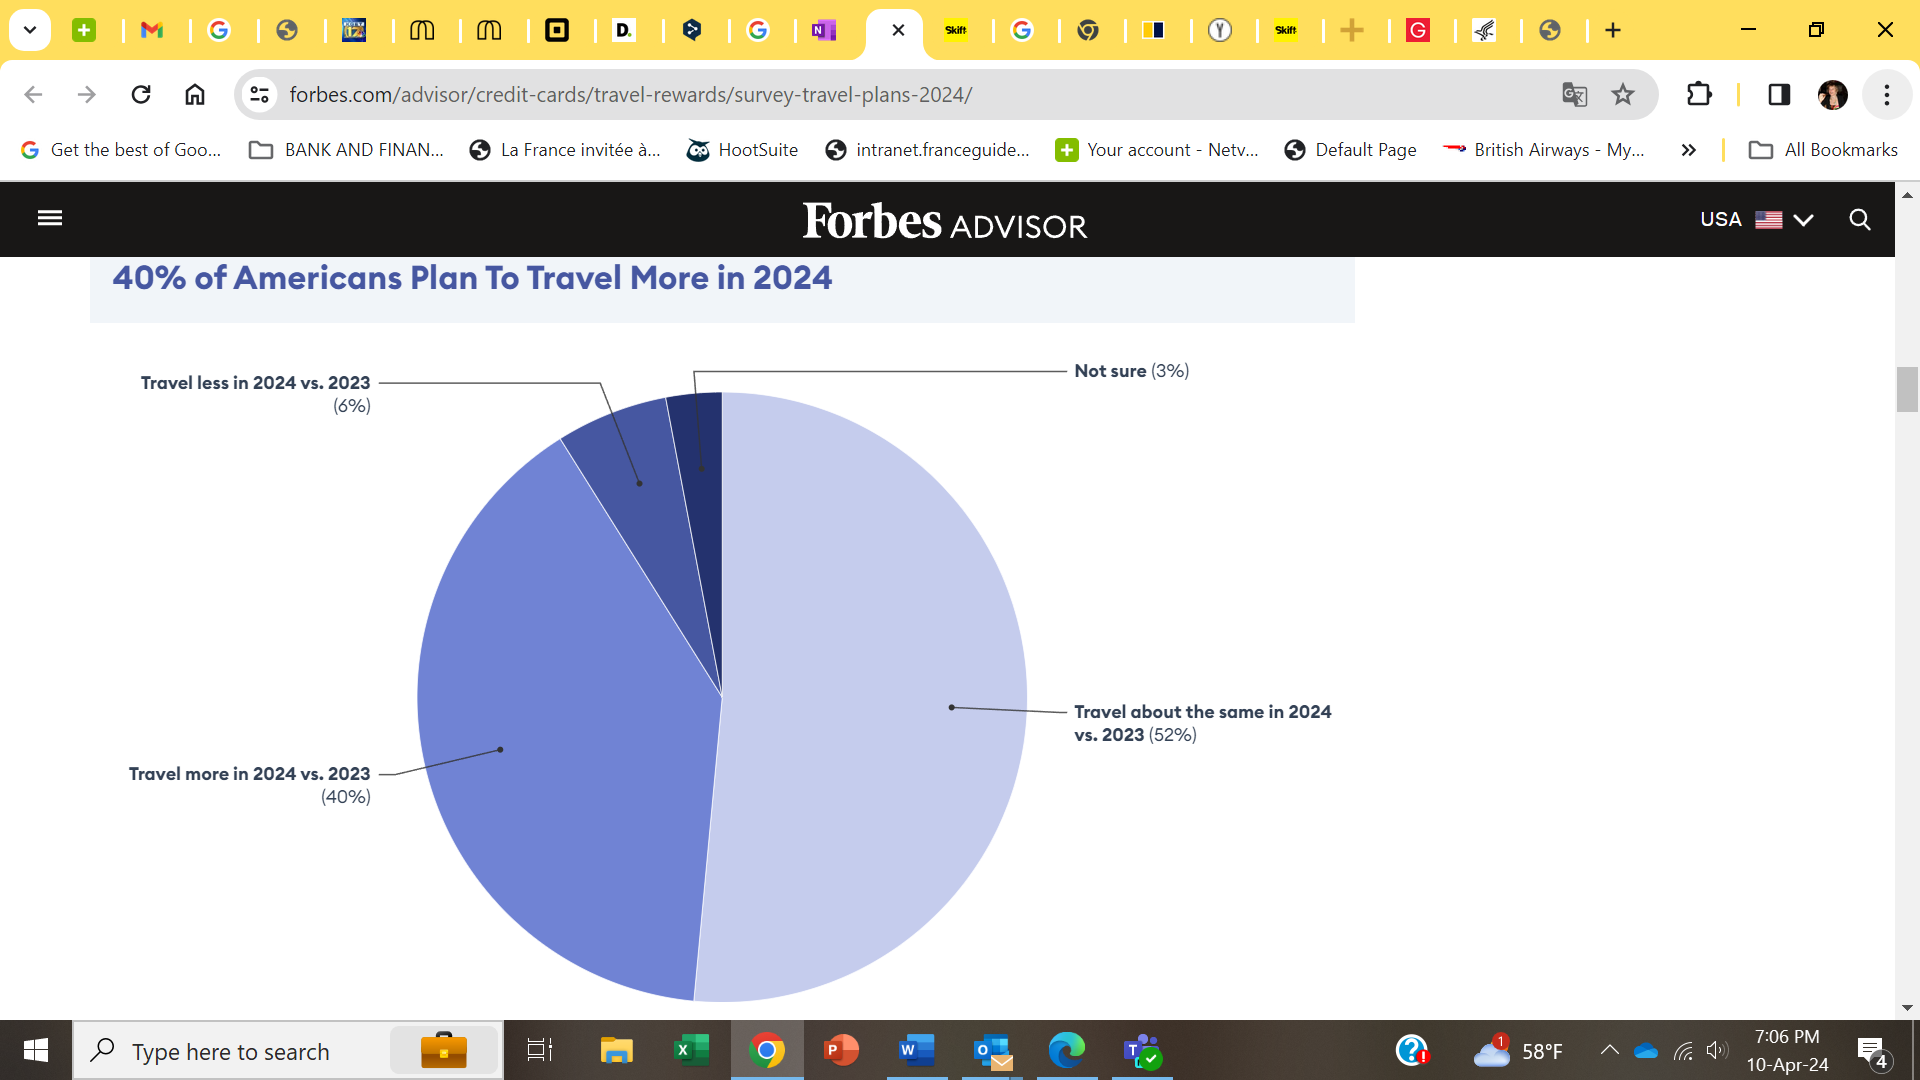 Skift
Skift
forbes.com/advisor/credit-cards/travel-rewards/survey-travel-plans-2024/
Get the best of Goo...
BANK AND FINAN...
La France invitée à...
HootSuite
intranet.franceguide...
Your account - Netv...
Default Page
British Airways - My...
All Bookmarks
Forbes ADVISOR
USA
40% of Americans Plan To Travel More in 2024
Not sure (3%)
Travel less in 2024 vs. 2023
(6%)
Travel about the same in 2024
vs. 2023 (52%)
Travel more in 2024 vs. 2023
(40%)
Type here to search
1
58°F
7:06 PM
10-Apr-24
4